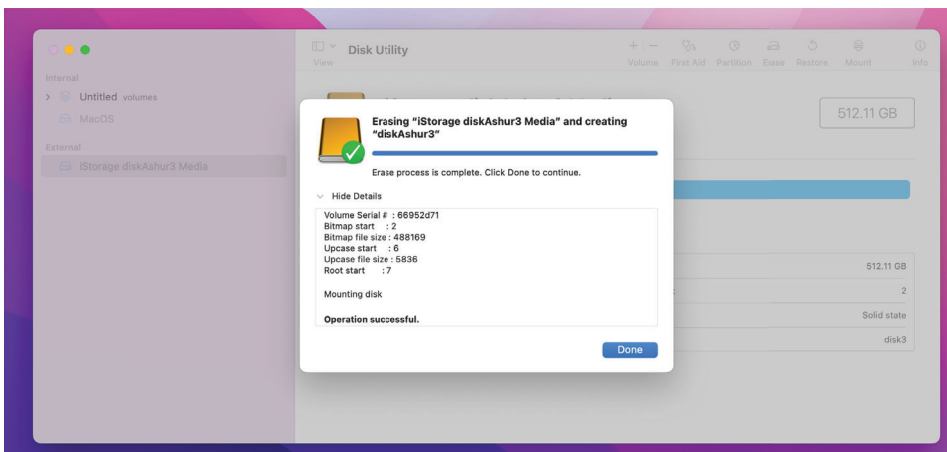 Disk Utility
View
Volume First Aid Partition Erase Restore Mount Info
Internal
Untitled volumes
MacOS
External
iStorage diskAshur3 Media
512.11 GB
Erasing “iStorage diskAshur3 Media” and creating
“diskAshur3”
Erase process is complete. Click Done to continue.
Hide Details
Volume Serial # : 66952d71
Bitmap start : 2
Bitmap file size : 488169
Upcase start : 6
Upcase file size : 5836
Root start :7
Mounting disk
Operation successful.
Done
512.11 GB
2
Solid state
disk3